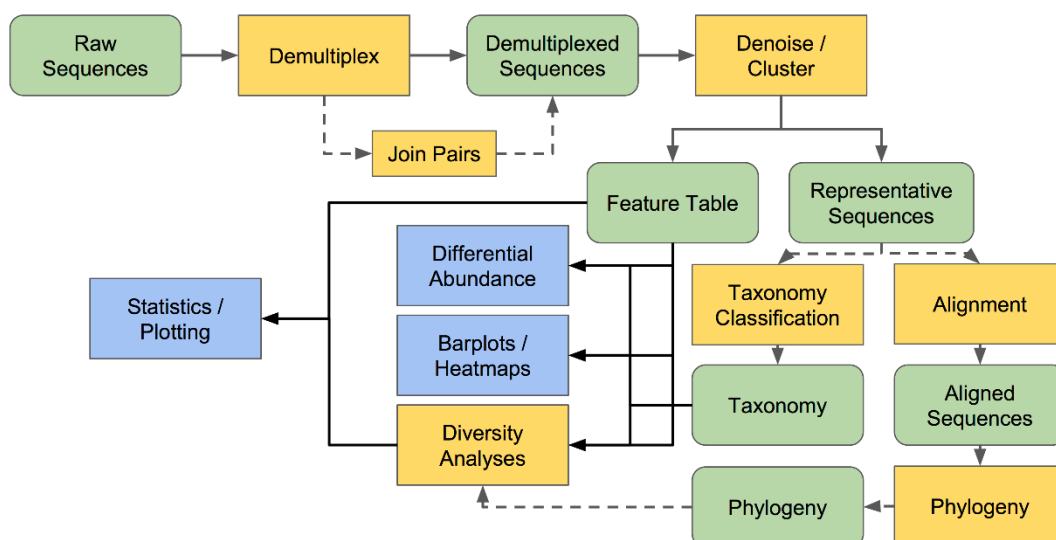 Raw
Sequences
Demultiplex
Demultiplexed
Sequences
Denoise /
Cluster
Join Pairs
Feature Table
Representative
Sequences
Differential
Abundance
Taxonomy
Classification
Alignment
Statistics /
Plotting
Barplots /
Heatmaps
Taxonomy
Aligned
Sequences
Diversity
Analyses
Phylogeny
Phylogeny